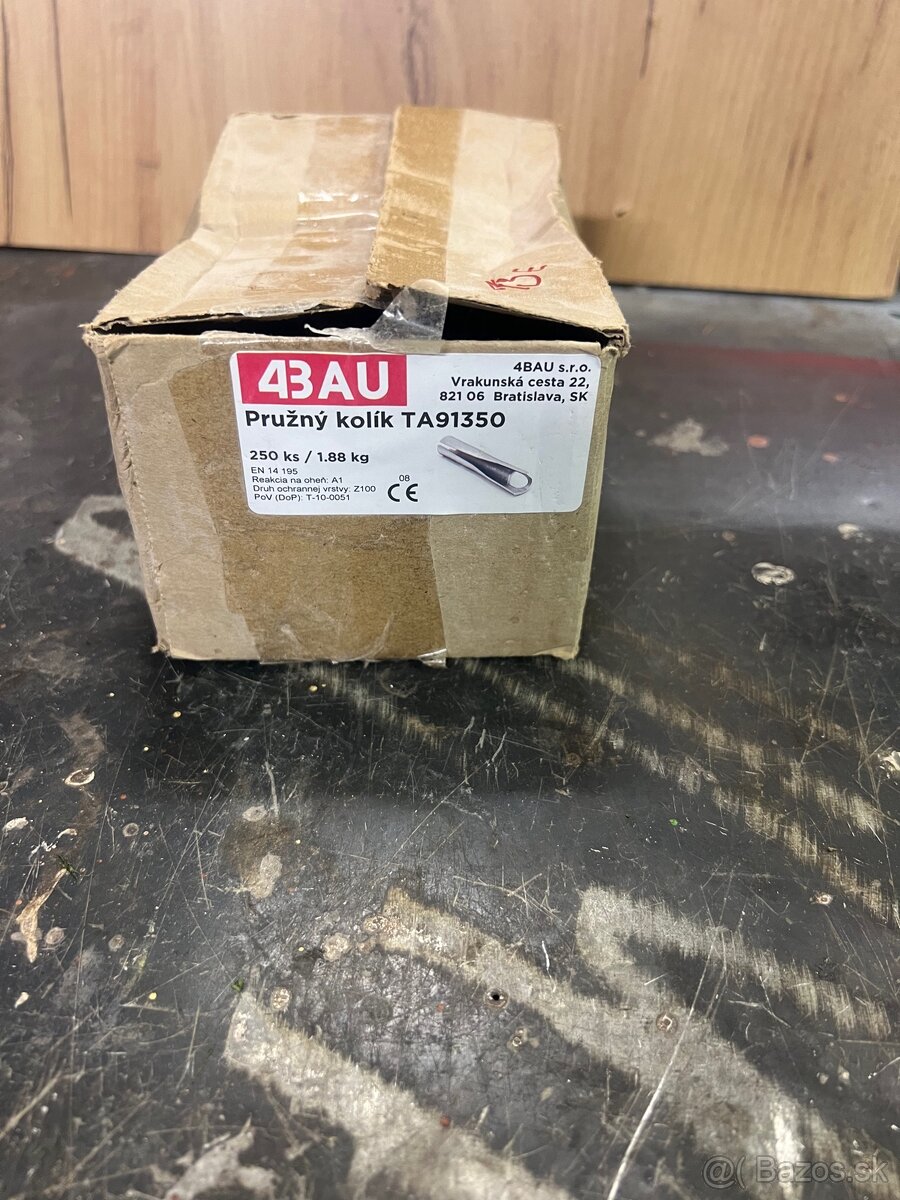 4BAU
4BAU s.r.o.
Vrakunská cesta 22,
821 06 Bratislava, SK
Pružný kolík TA91350
250 ks / 1.88 kg
EN 14 195
Reakcia na oheň: A1
Druh ochrannej vrstvy: Z100
PoV (DoP): T-10-0051
08
CE
@( Bazos.sk